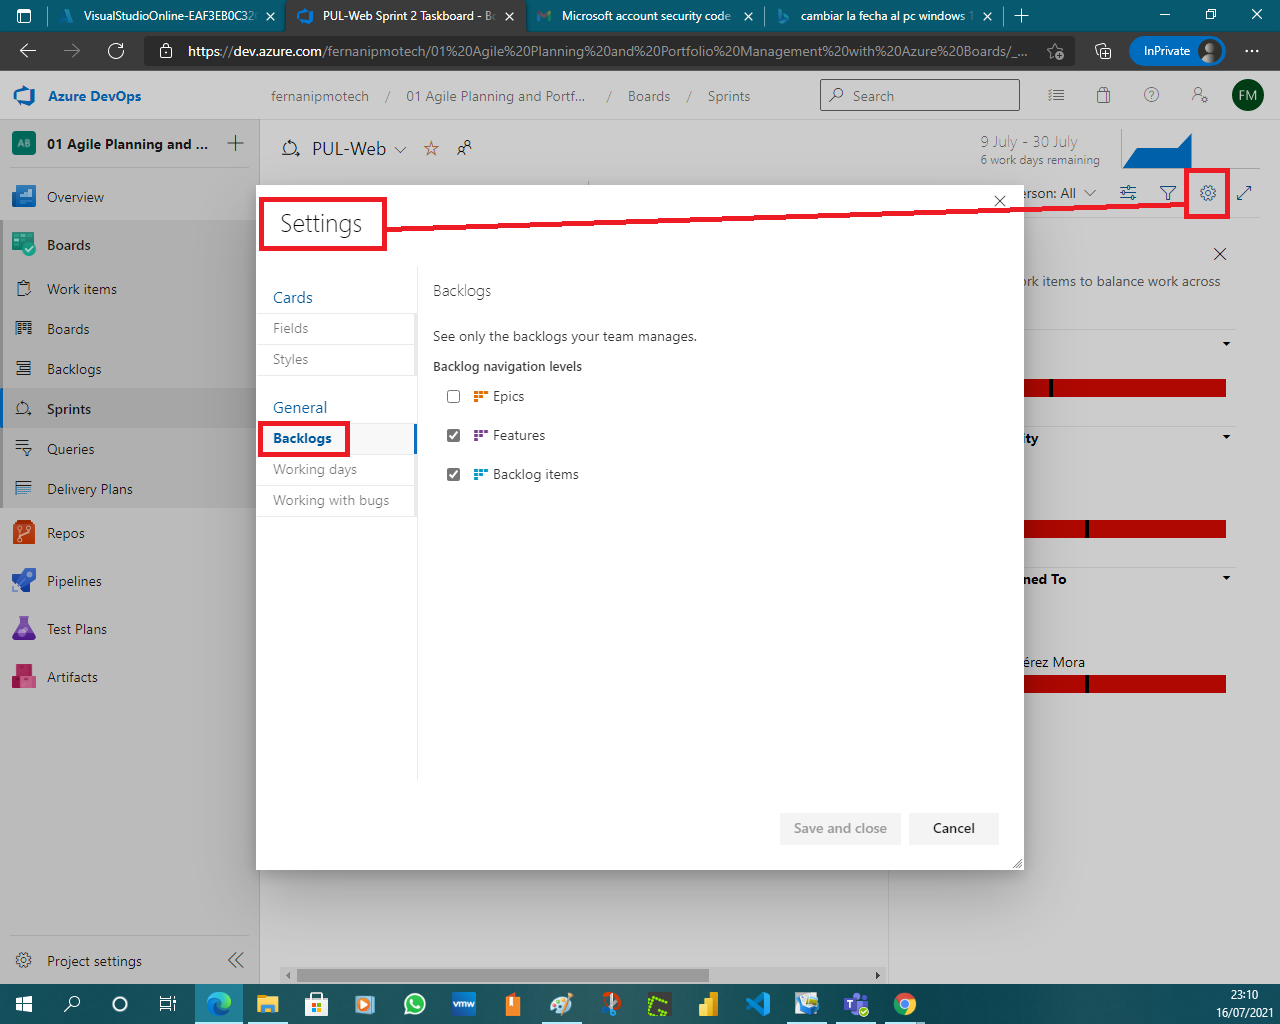 VisualStudioOnline-EAF3EB0C32
PUL-Web Sprint 2 Taskboard - Bo
Microsoft account security code
cambiar la fecha al pc windows 1
https://dev.azure.com/fernanipmotech/01%20Agile%20Planning%20and%20Portfolio%20Management%20with%20Azure%20Boards/_...
InPrivate
Azure DevOps
fernanipmotech / 01 Agile Planning and Portf... / Boards / Sprints
Search
FM
AB 01 Agile Planning and ...
PUL-Web
9 July - 30 July
6 work days remaining
Overview
Boards
Work items
Boards
Backlogs
Sprints
Queries
Delivery Plans
Repos
Pipelines
Test Plans
Artifacts
Project settings
erson: All
Settings
Cards
Fields
Styles
General
Backlogs
Working days
Working with bugs
Backlogs
See only the backlogs your team manages.
Backlog navigation levels
Epics
Features
Backlog items
Save and close
Cancel
rk items to balance work across
ity
ned To
érez Mora
vmw
23:10
16/07/2021